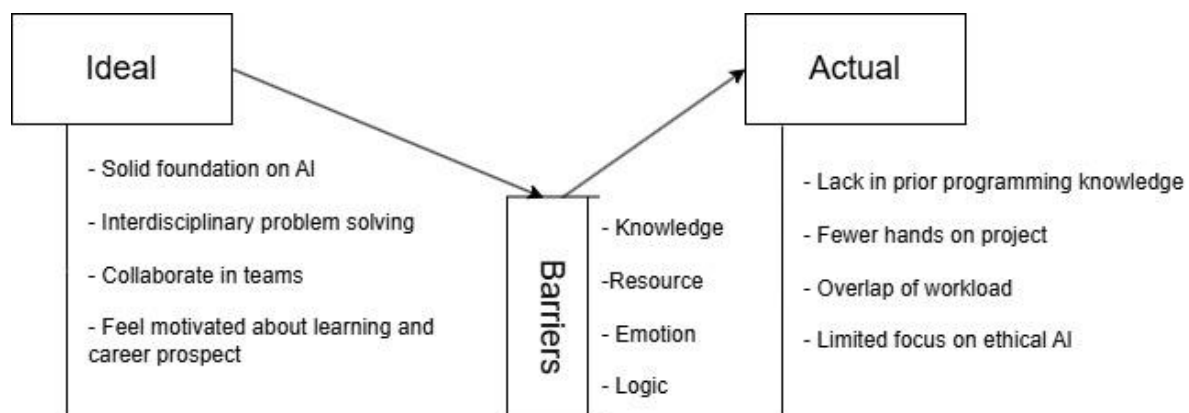 Ideal
- Solid foundation on AI
- Interdisciplinary problem solving
- Collaborate in teams
- Feel motivated about learning and
career prospect
Barriers
- Knowledge
-Resource
- Emotion
- Logic
Actual
- Lack in prior programming knowledge
- Fewer hands on project
- Overlap of workload
- Limited focus on ethical AI